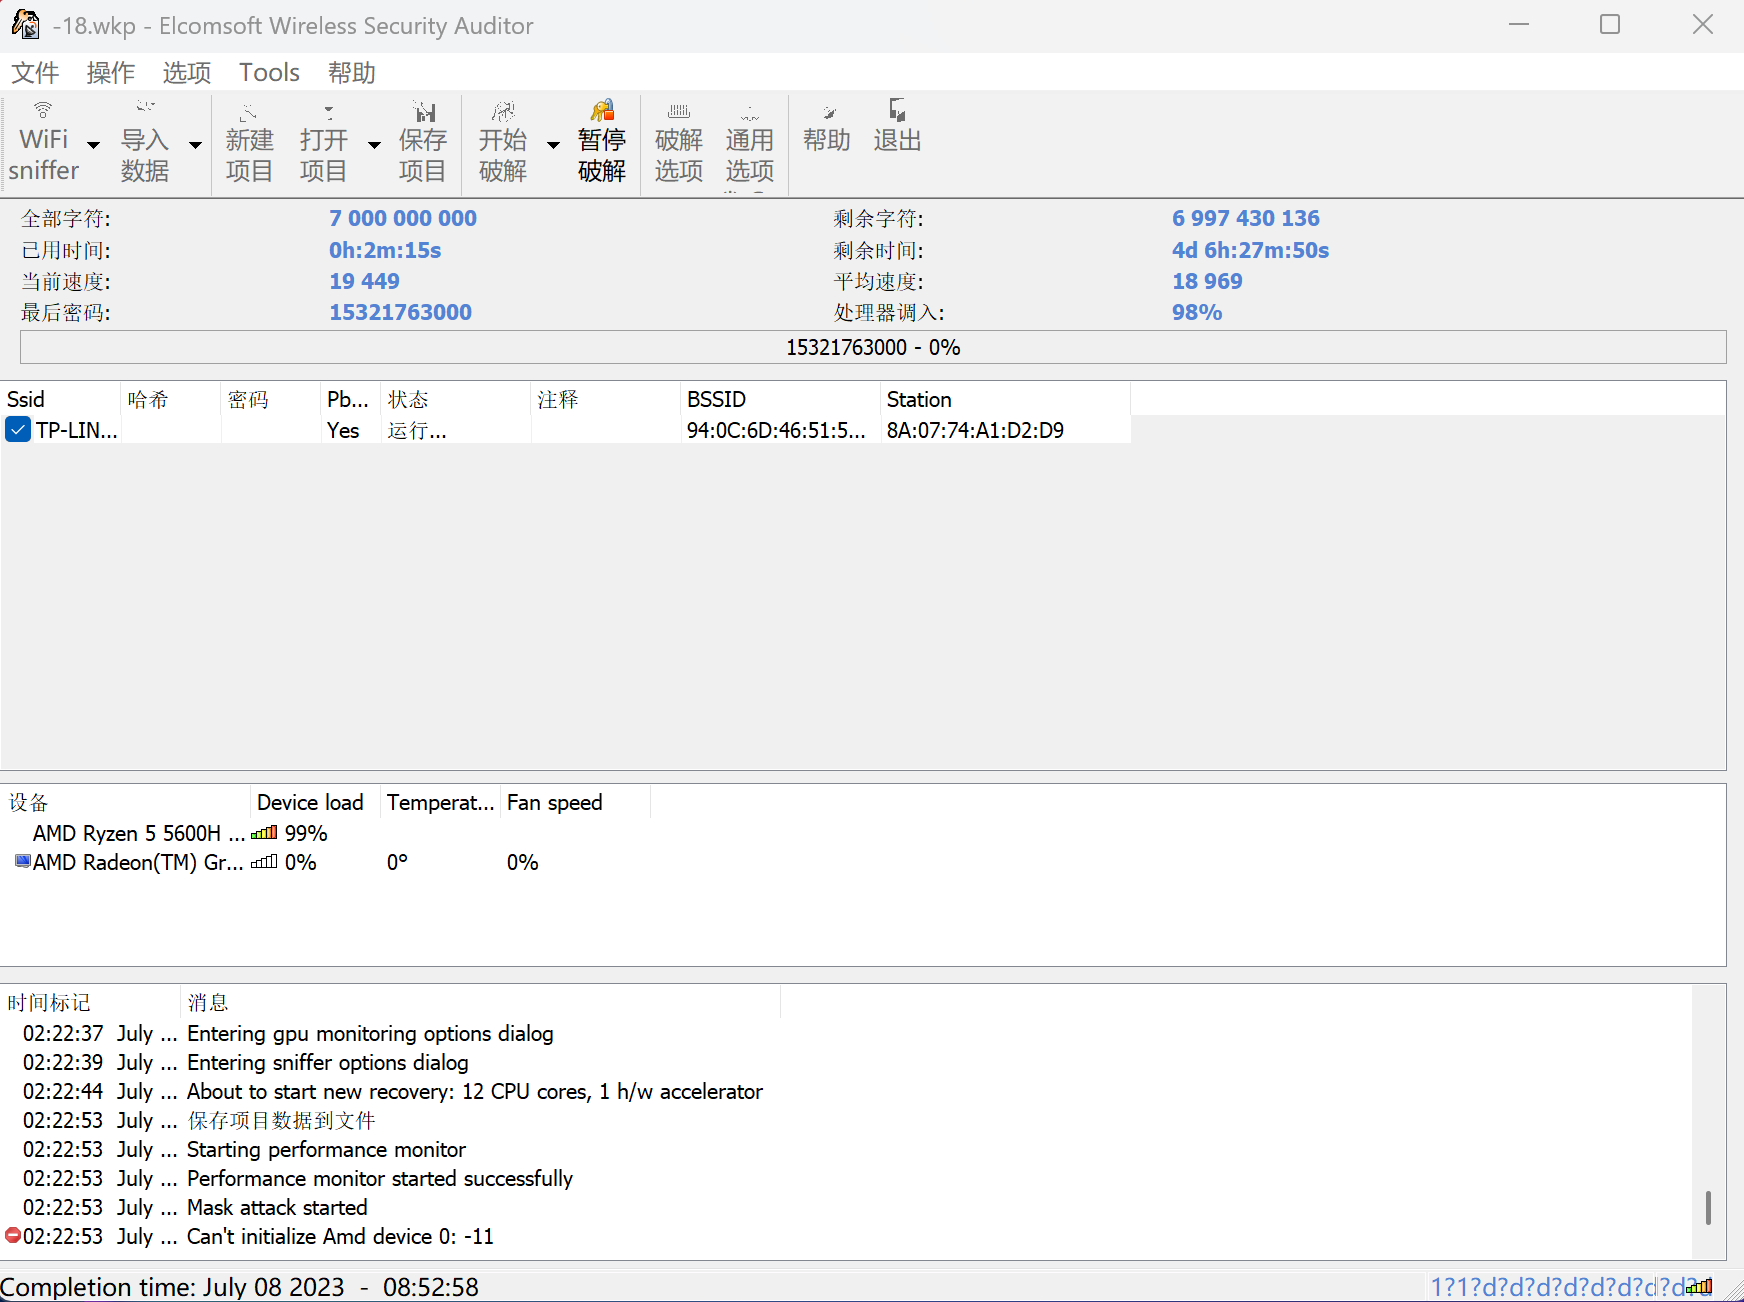 -18.wkp - Elcomsoft Wireless Security Auditor
文件 操作 选项 Tools 帮助
WiFi sniffer 导入数据 新建项目 打开项目 保存项目 开始破解 暂停破解 破解选项 通用选项 帮助 退出
全部字符: 7 000 000 000 剩余字符: 6 997 430 136
已用时间: 0h:2m:15s 剩余时间: 4d 6h:27m:50s
当前速度: 19 449 平均速度: 18 969
最后密码: 15321763000 处理器调入: 98%
15321763000 - 0%
Ssid 哈希 密码 Pb... 状态 注释 BSSID Station
TP-LIN... Yes 运行... 94:0C:6D:46:51:5... 8A:07:74:A1:D2:D9
设备 Device load Temperat... Fan speed
AMD Ryzen 5 5600H ... 99%
AMD Radeon(TM) Gr... 0% 0° 0%
时间标记 消息
02:22:37 July ... Entering gpu monitoring options dialog
02:22:39 July ... Entering sniffer options dialog
02:22:44 July ... About to start new recovery: 12 CPU cores, 1 h/w accelerator
02:22:53 July ... 保存项目数据到文件
02:22:53 July ... Starting performance monitor
02:22:53 July ... Performance monitor started successfully
02:22:53 July ... Mask attack started
02:22:53 July ... Can't initialize Amd device 0: -11
Completion time: July 08 2023 - 08:52:58 1?1?d?d?d?d?d?d?d?d?d